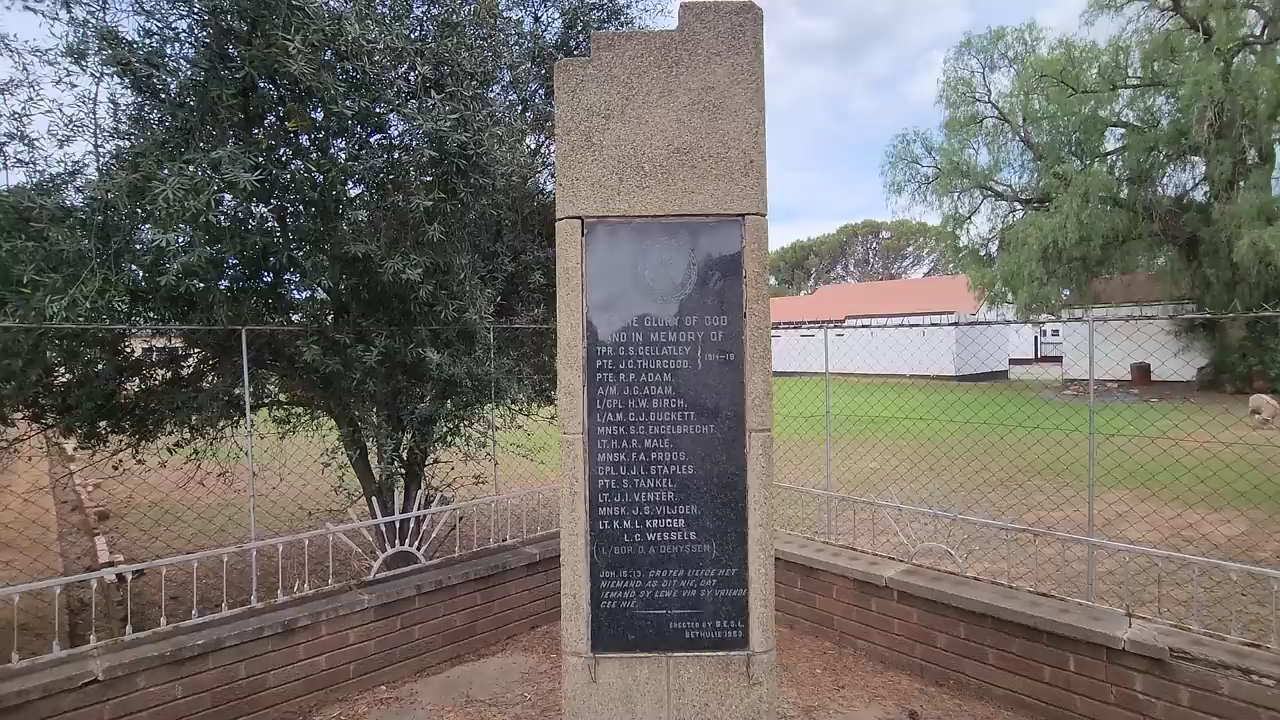 THE GLORY OF GOD
AND IN MEMORY OF
TPR. G.S. GELLATLEY
PTE. J.C. THURGOOD. } 1914-19
PTE. R.P. ADAM.
A/M. J.G. ADAM.
L/CPL. H.W. BIRCH.
L/A.M. C.J. DUCKETT.
MNSK. S.C. ENGELBRECHT.
LT. H.A.R. MALE.
MNSK. F.A. PROOS.
CPL. U.J.L. STAPLES.
PTE. S. TANKEL.
LT. J.I. VENTER.
MNSK. J.S. VILJOEN.
LT. K.M.L. KRUGER
L.C. WESSELS
(L/BDR. D.A. DENYSSEN)
JOH. 15:13. GROTER LIEFDE HET
NIEMAND AS DIT NIE, DAT
IEMAND SY LEWE VIR SY VRIENDE
GEE NIE.
ERECTED BY B.E.S.L.
BETHULIE 1953.